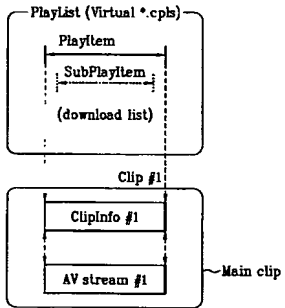 PlayList (Virtual *.cpls)
PlayItem
SubPlayItem
(download list)
Clip #1
ClipInfo #1
AV stream #1
Main clip